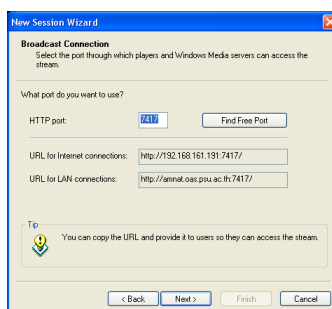 New Session Wizard
Broadcast Connection
Select the port through which players and Windows Media servers can access the
stream.
What port do you want to use?
HTTP port: 7417 Find Free Port
URL for Internet connections: http://192.168.161.191:7417/
URL for LAN connections: http://amnat.oas.psu.ac.th:7417/
Tip
You can copy the URL and provide it to users so they can access the stream.
< Back Next > Finish Cancel